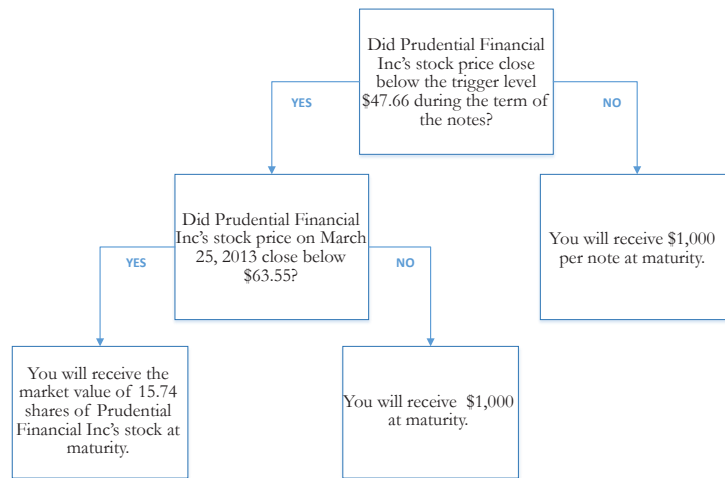 Did Prudential Financial
Inc's stock price close
below the trigger level
$47.66 during the term of
the notes?
YES
NO
Did Prudential Financial
Inc's stock price on March
25, 2013 close below
$63.55?
You will receive $1,000
per note at maturity.
YES
NO
You will receive the
market value of 15.74
shares of Prudential
Financial Inc's stock at
maturity.
You will receive $1,000
at maturity.